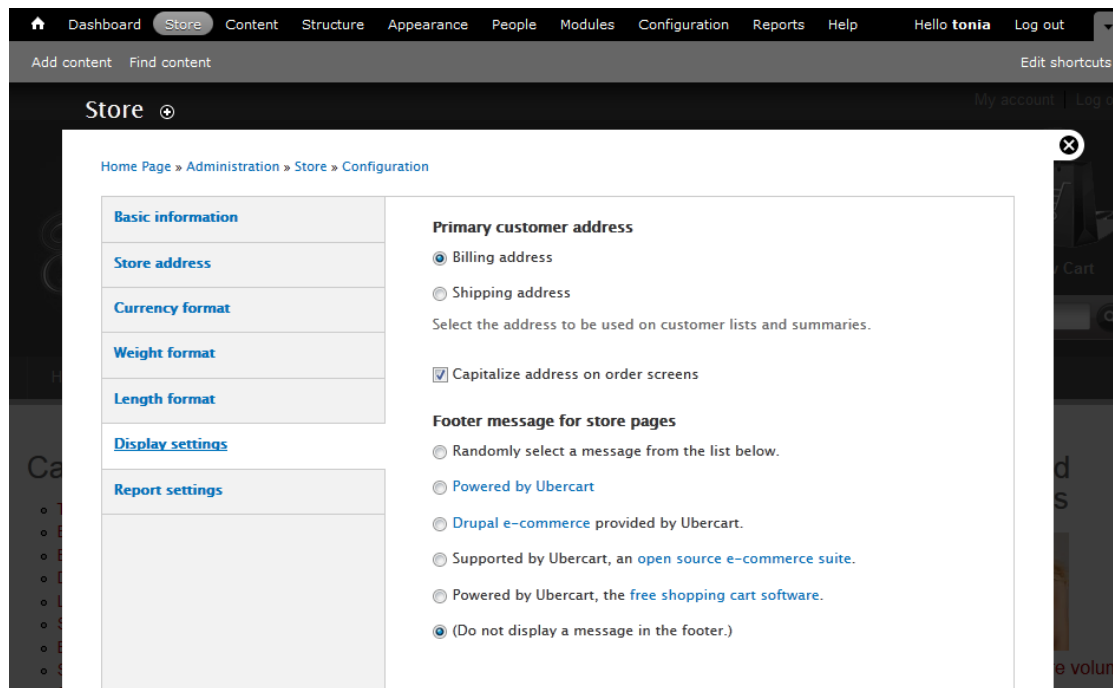 Dashboard Store Content Structure Appearance People Modules Configuration Reports Help Hello tonia Log out
Add content Find content Edit shortcuts
My account Log
Store
Home Page » Administration » Store » Configuration
Basic information
Store address
Currency format
Weight format
Length format
Display settings
Report settings
Primary customer address
Billing address
Shipping address
Select the address to be used on customer lists and summaries.
Capitalize address on order screens
Footer message for store pages
Randomly select a message from the list below.
Powered by Ubercart
Drupal e-commerce provided by Ubercart.
Supported by Ubercart, an open source e-commerce suite.
Powered by Ubercart, the free shopping cart software.
(Do not display a message in the footer.)
Cart